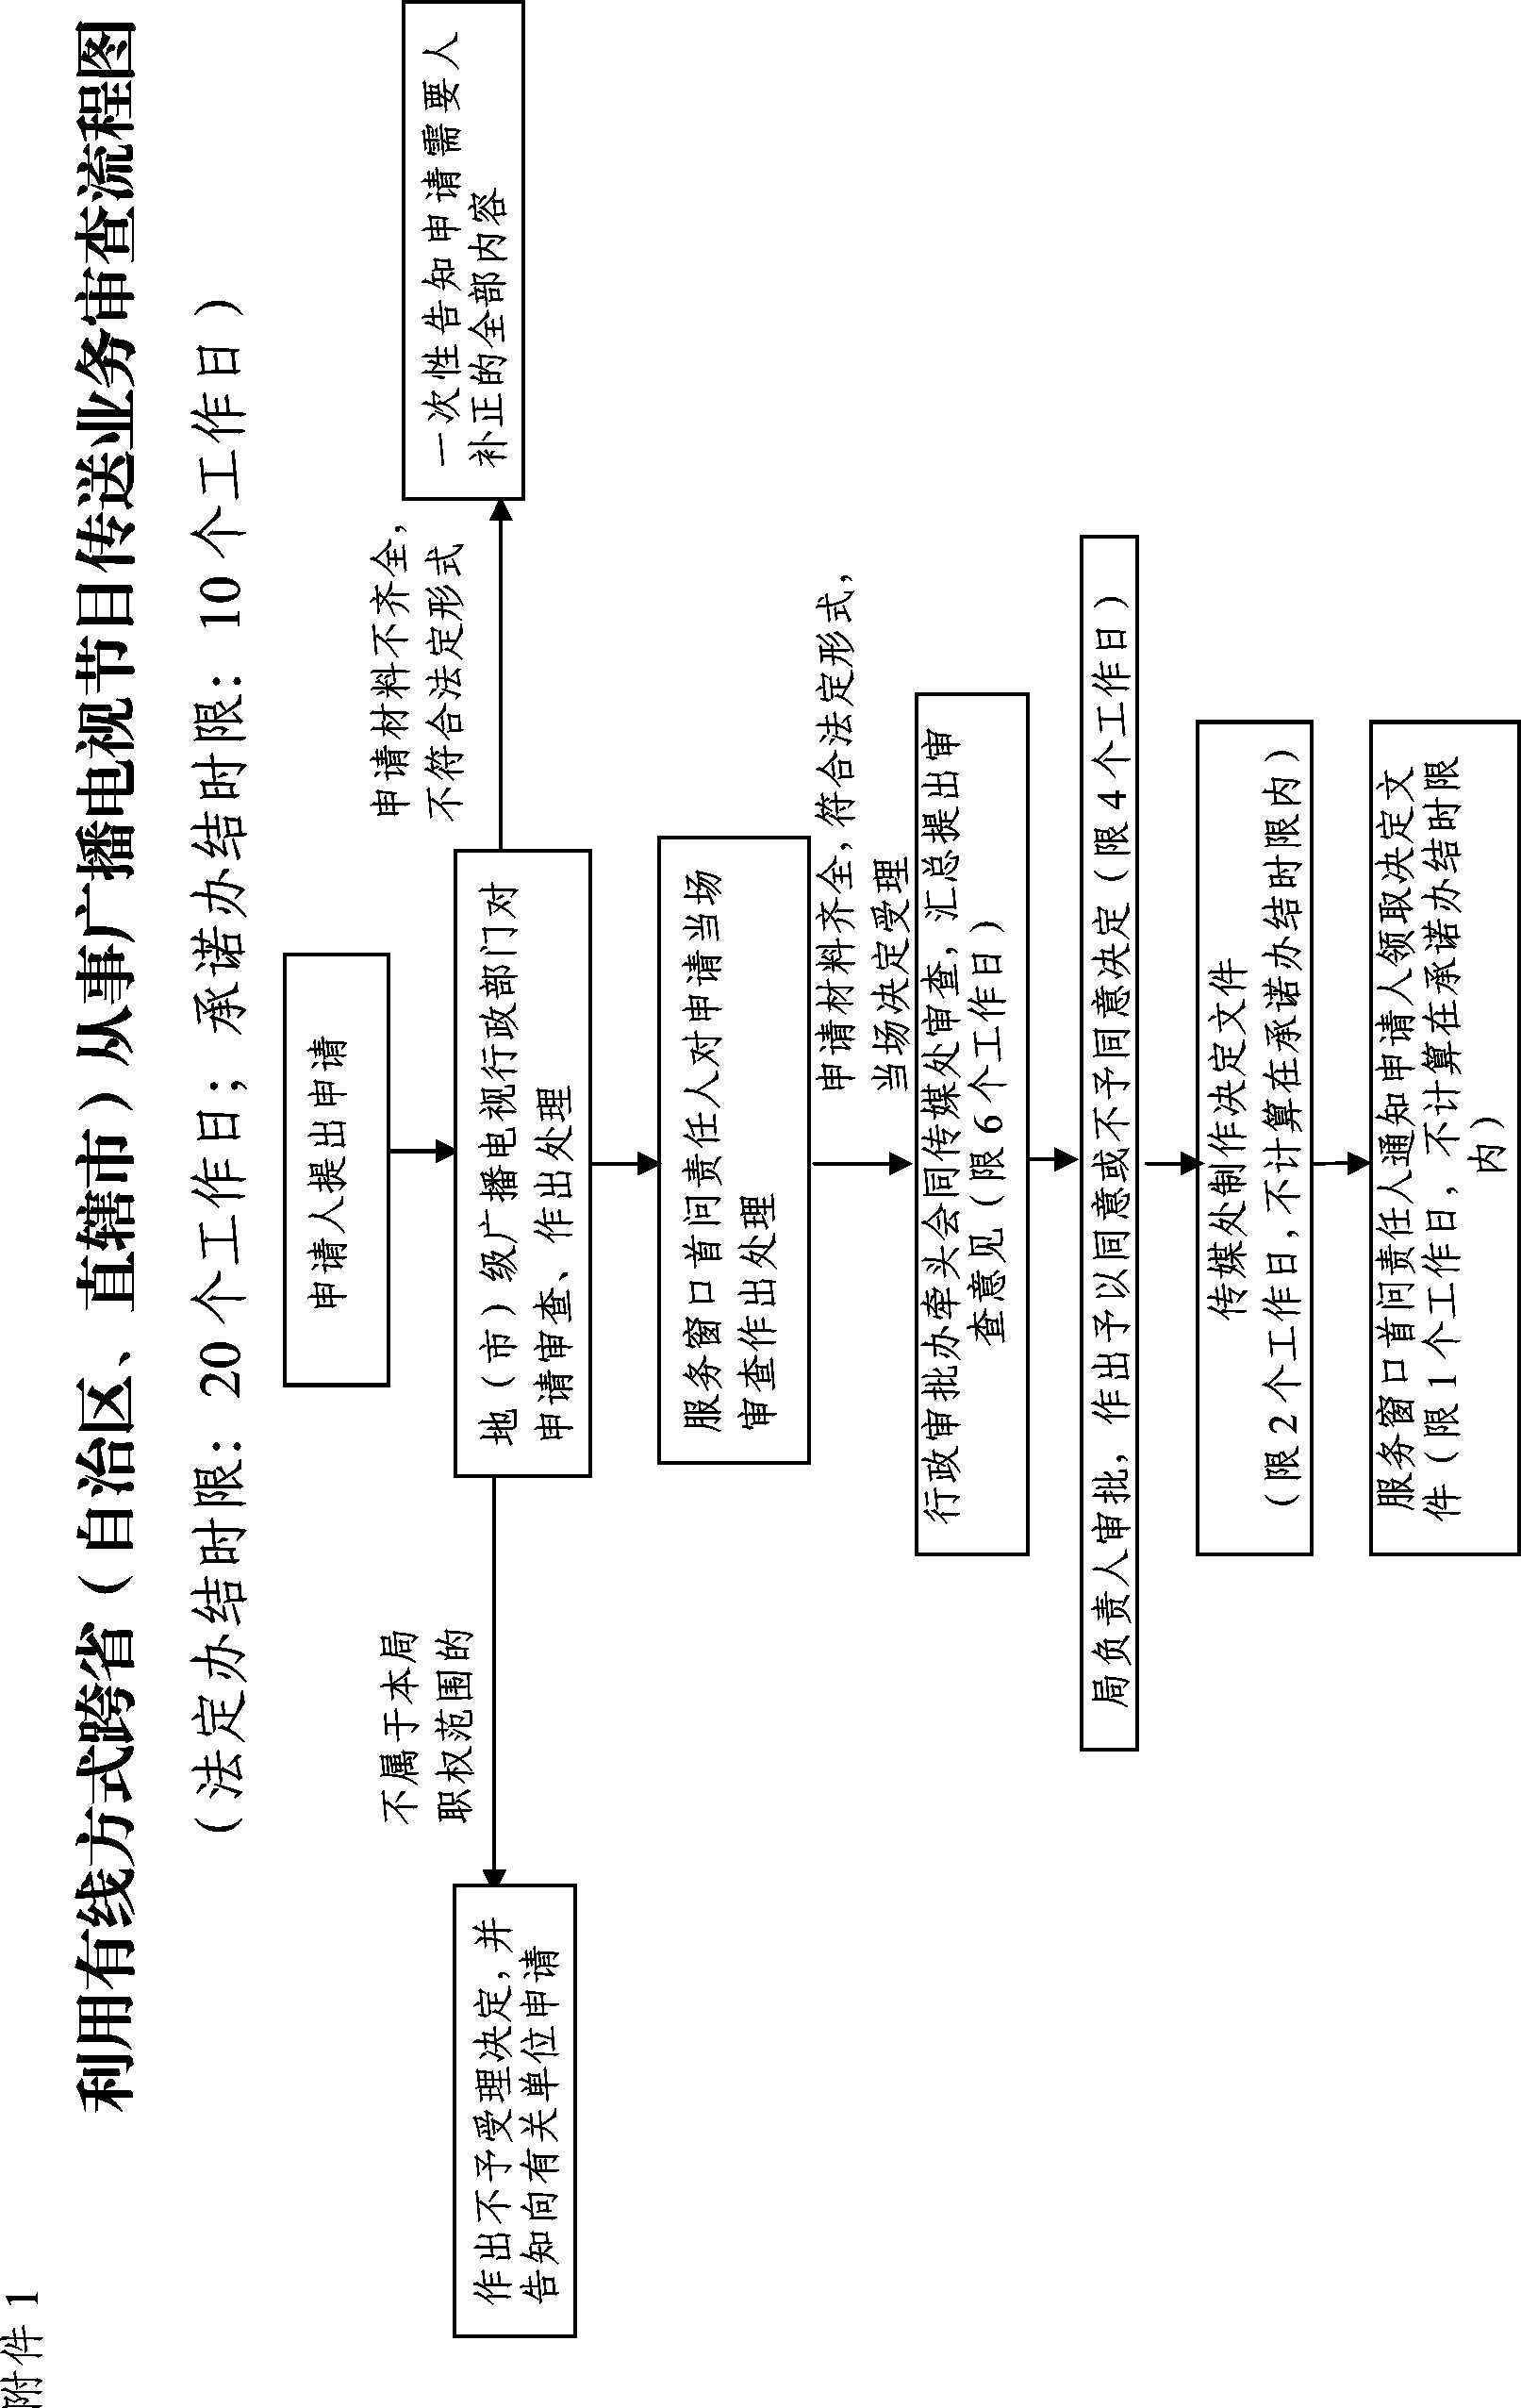 附件 1
利用有线方式跨省（自治区、直辖市）从事广播电视节目传送业务审查流程图
（法定办结时限：20 个工作日；承诺办结时限：10 个工作日）
申请人提出申请
不属于本局
职权范围的
申请材料不齐全，
不符合法定形式
作出不予受理决定，并
告知向有关单位申请
地（市）级广播电视行政部门对
申请审查、作出处理
一次性告知申请需要人
补正的全部内容
服务窗口首问责任人对申请当场
审查作出处理
申请材料齐全，符合法定形式，
当场决定受理
行政审批办牵头会同传媒处审查，汇总提出审
查意见（限 6 个工作日）
局负责人审批，作出予以同意或不予同意决定（限 4 个工作日）
传媒处制作决定文件
（限 2 个工作日，不计算在承诺办结时限内）
服务窗口首问责任人通知申请人领取决定文
件（限 1 个工作日，不计算在承诺办结时限
内）